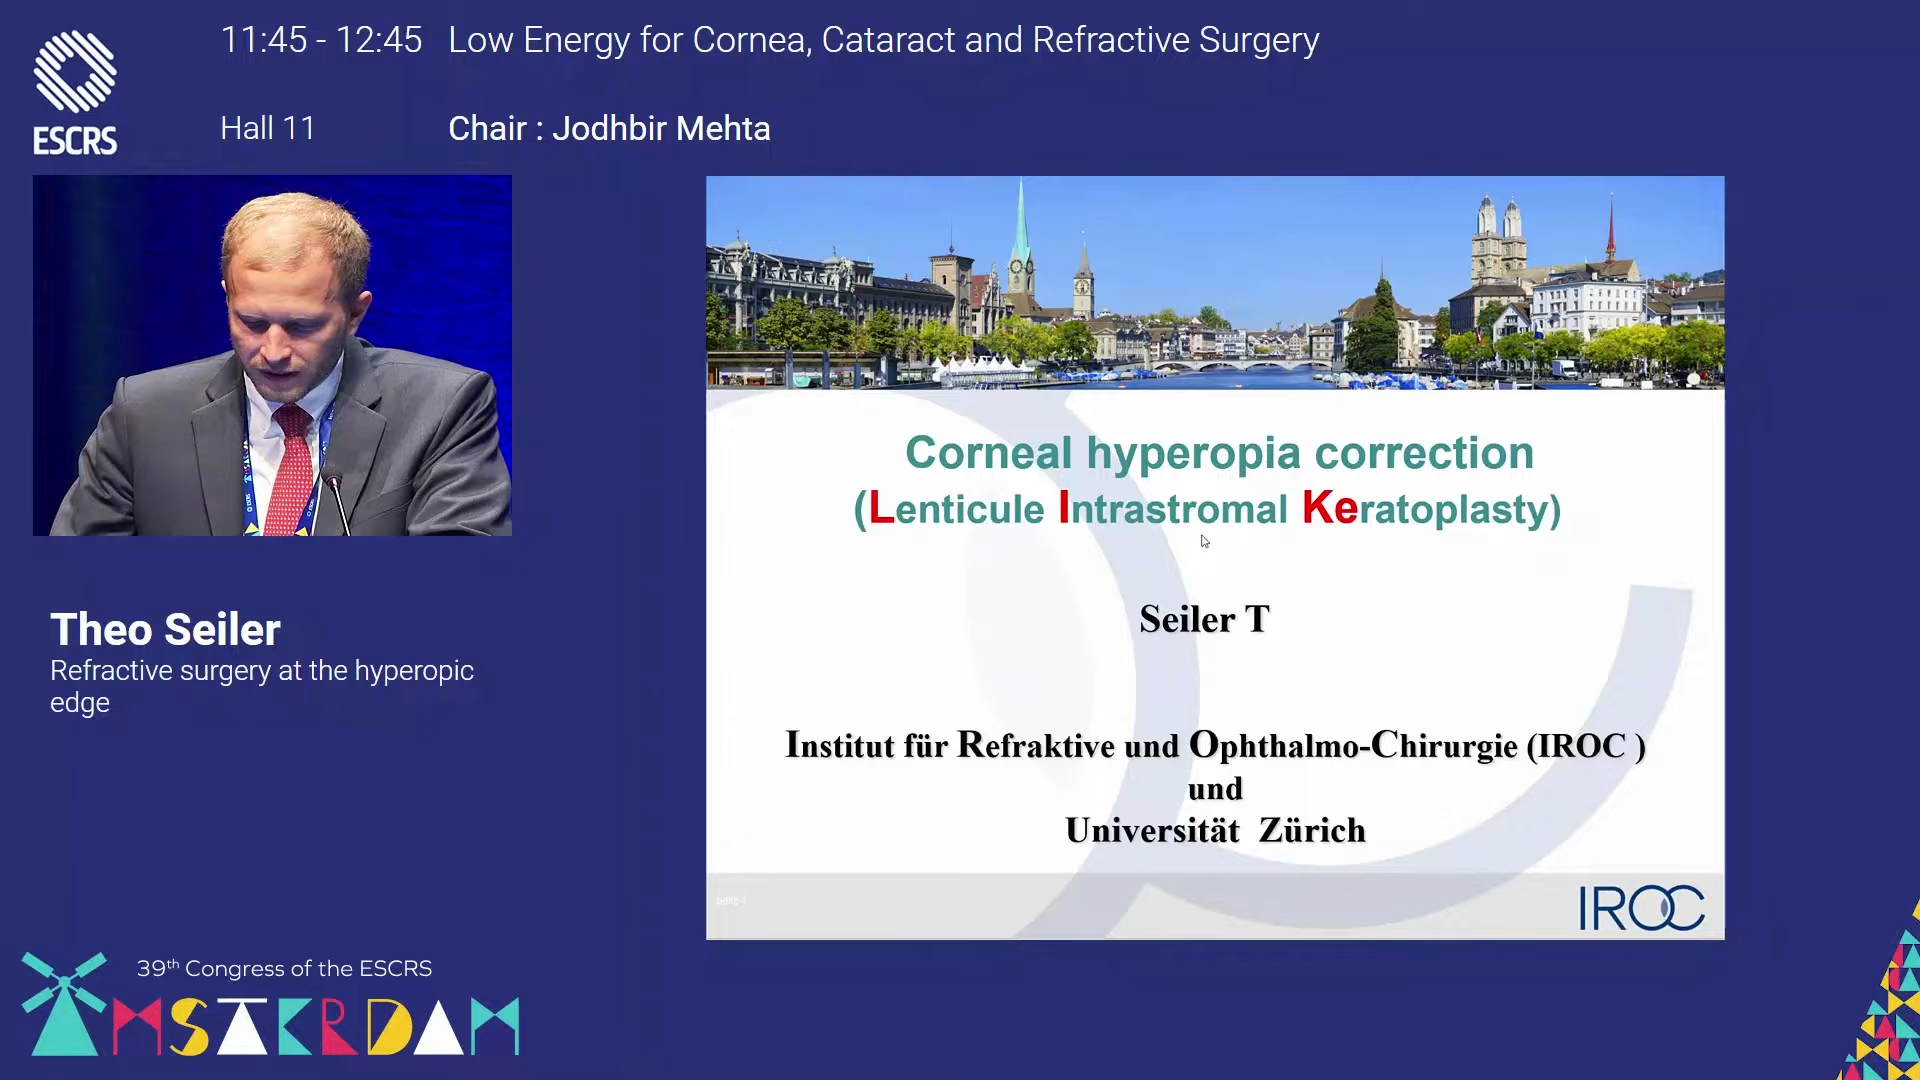 11:45 - 12:45 Low Energy for Cornea, Cataract and Refractive Surgery
ESCRS
Hall 11 Chair : Jodhbir Mehta
Corneal hyperopia correction
(Lenticule Intrastromal Keratoplasty)
Seiler T
Institut für Refraktive und Ophthalmo-Chirurgie (IROC )
und
Universität Zürich
IROC
Theo Seiler
Refractive surgery at the hyperopic
edge
39th Congress of the ESCRS
AMSTERDAM